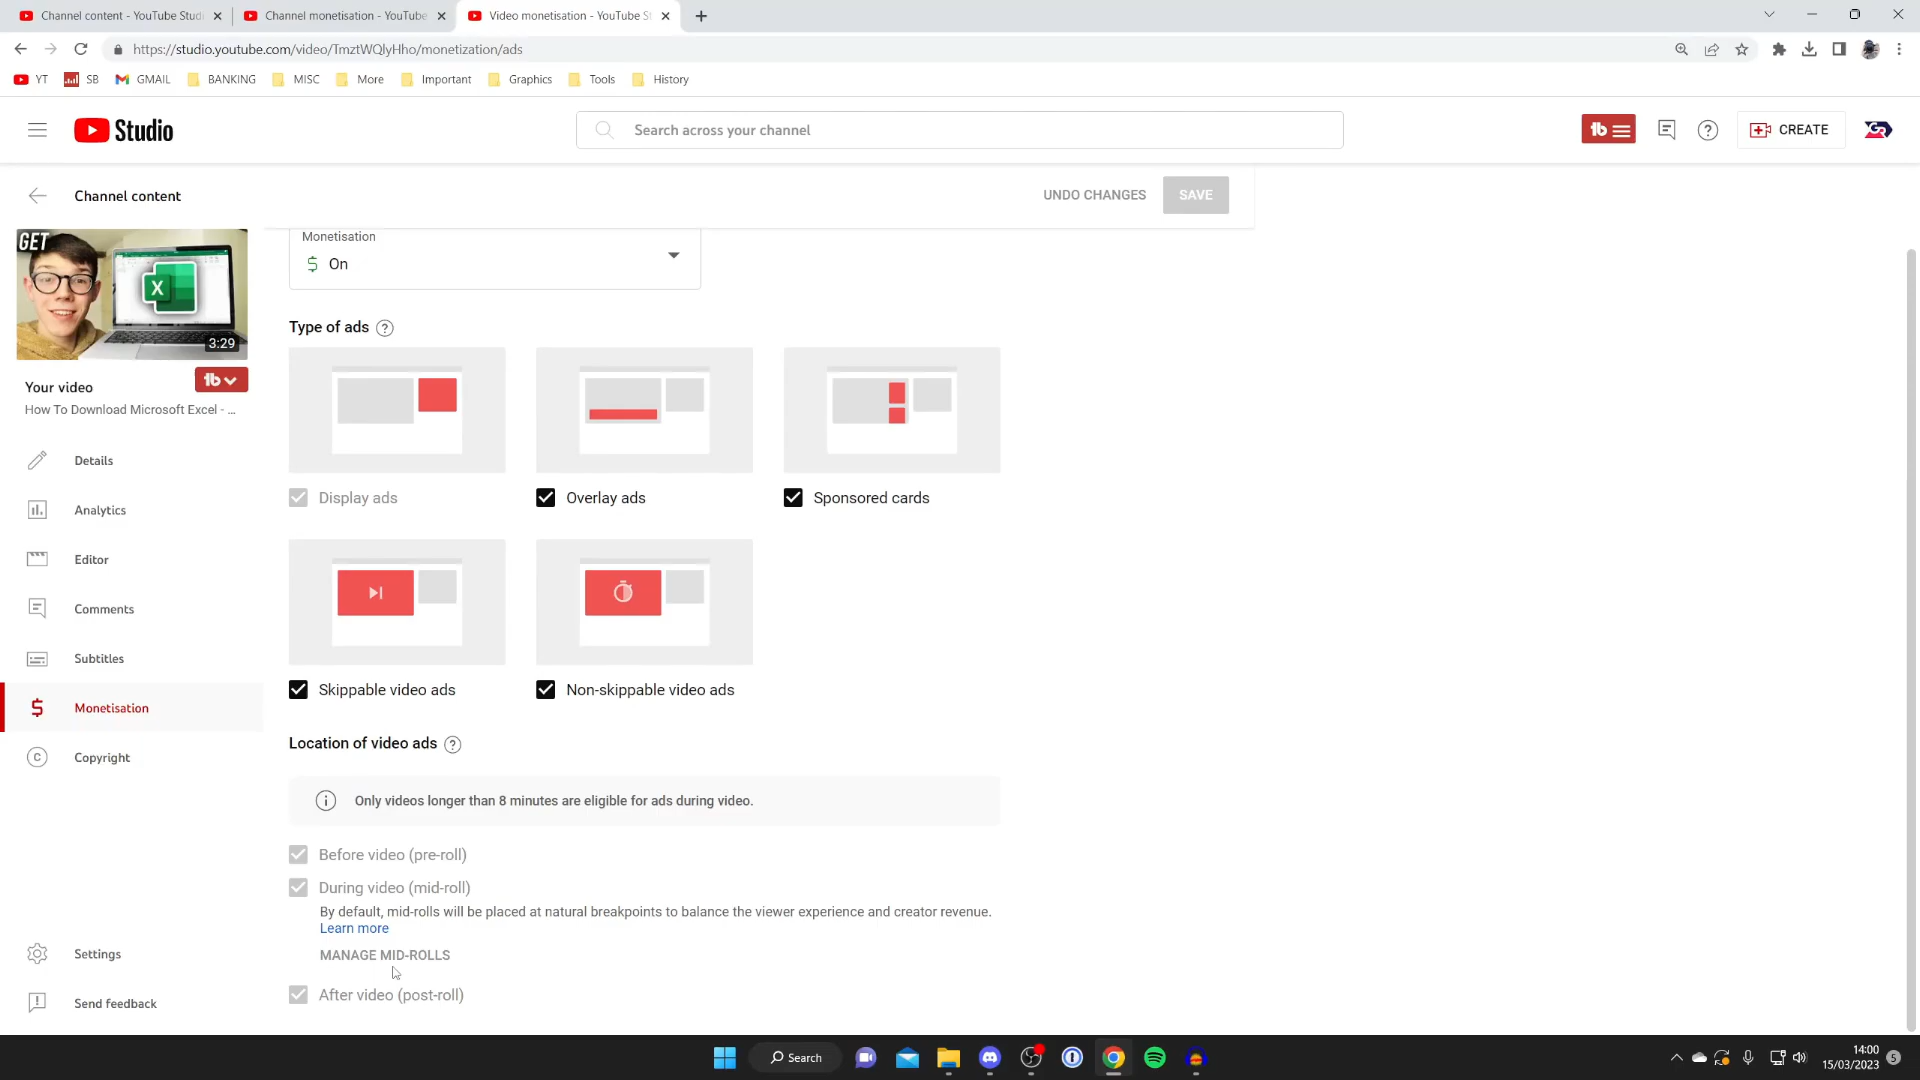 Channel content - YouTube Studi
Channel monetisation - YouTube
Video monetisation - YouTube St
https://studio.youtube.com/video/TmztWQlyHho/monetization/ads
YT
SB
GMAIL
BANKING
MISC
More
Important
Graphics
Tools
History
Studio
Search across your channel
CREATE
Channel content
UNDO CHANGES
SAVE
GET
3:29
Your video
How To Download Microsoft Excel - ...
Details
Analytics
Editor
Comments
Subtitles
Monetisation
Copyright
Settings
Send feedback
Monetisation
On
Type of ads
Display ads
Overlay ads
Sponsored cards
Skippable video ads
Non-skippable video ads
Location of video ads
Only videos longer than 8 minutes are eligible for ads during video.
Before video (pre-roll)
During video (mid-roll)
By default, mid-rolls will be placed at natural breakpoints to balance the viewer experience and creator revenue.
Learn more
MANAGE MID-ROLLS
After video (post-roll)
Search
14:00
15/03/2023
5